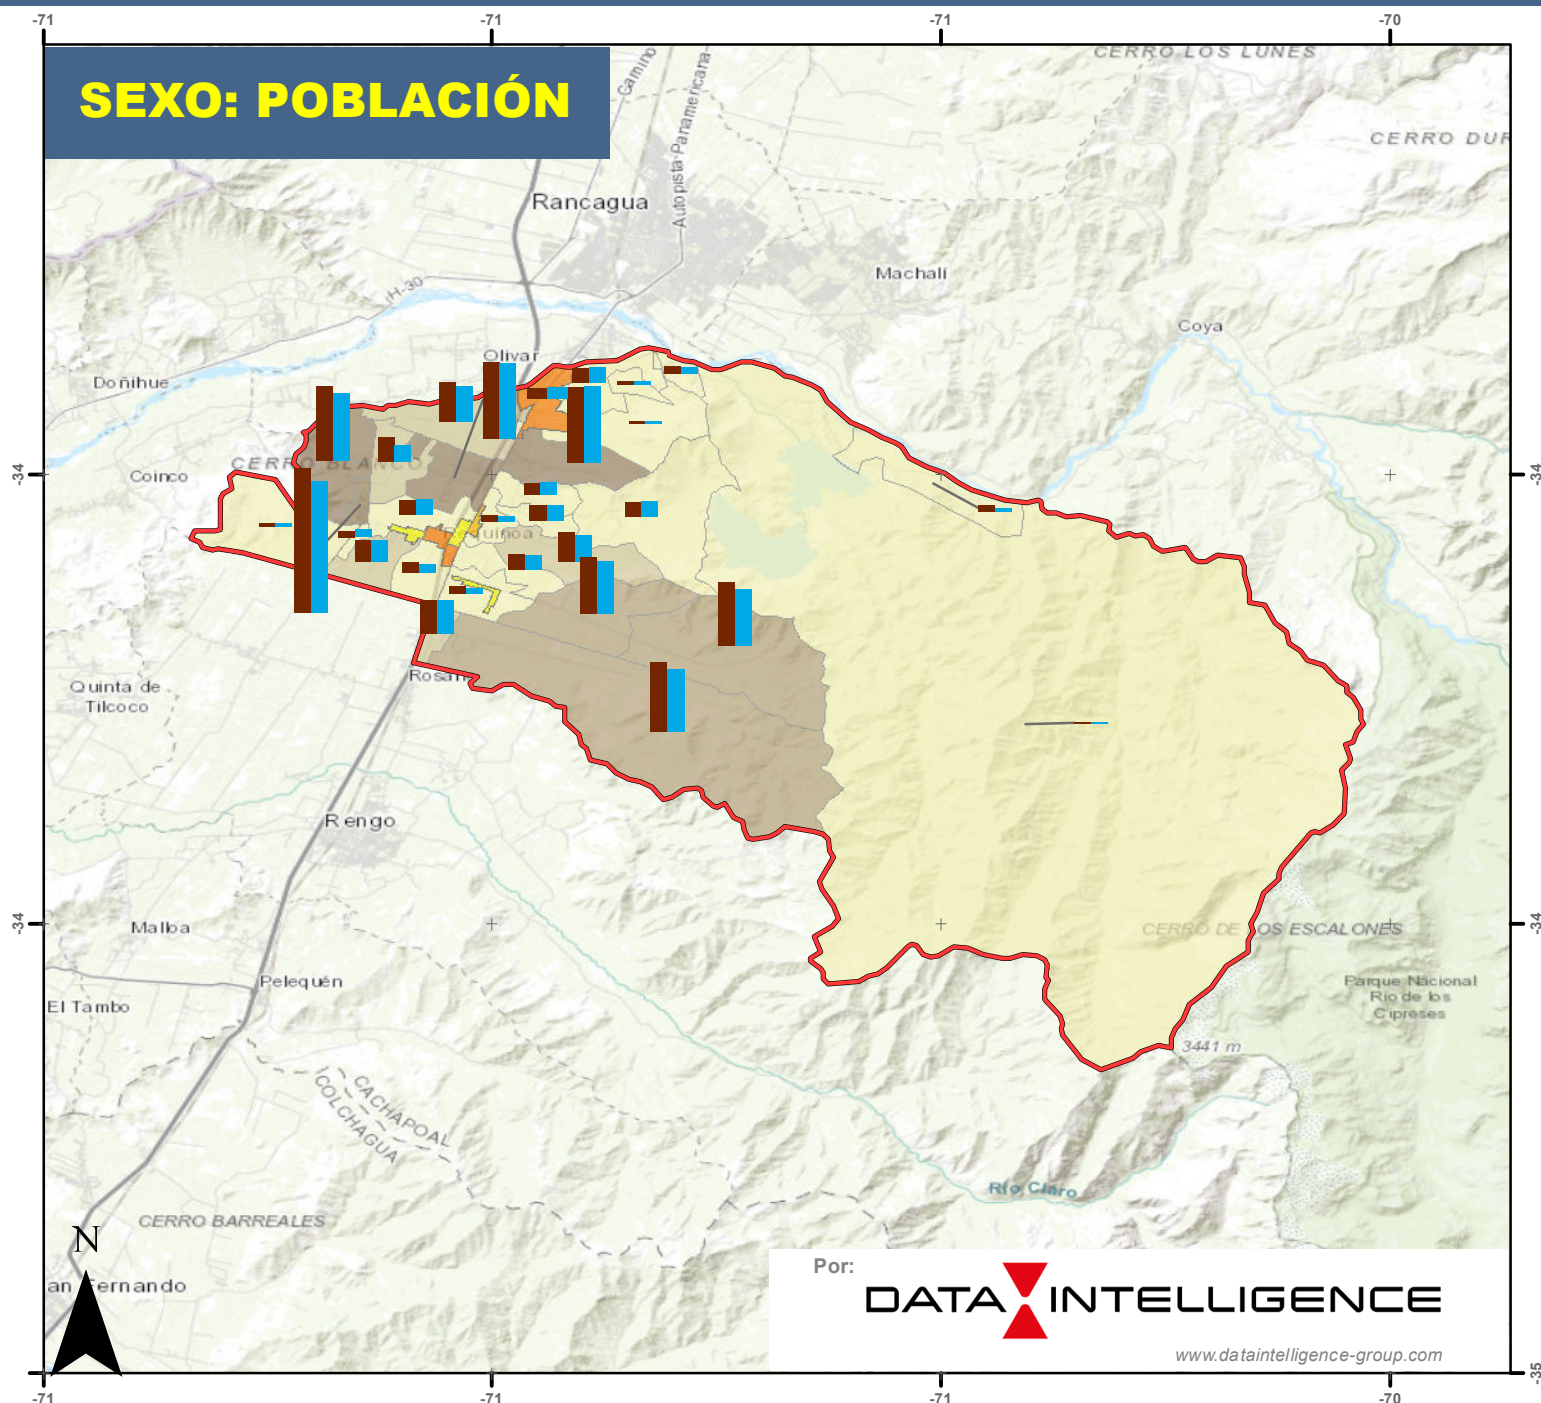 -71
-71
-70
SEXO: POBLACIÓN
Camino
Autopista Panamericana
CERRO LOS LUNES
CERRO DUR
Rancagua
Machalí
H-30
Coya
Olivar
Doñihue
Coinco
CERRO BLANCO
-34
-34
Quinta de
Tilcoco
Rosar
Rengo
Malloa
-34
-34
CERRO DE LOS ESCALONES
Pelequén
El Tambo
Parque Nacional
Río de los
Cipreses
3441 m
CACHAPOAL
COLCHAGUA
Río Claro
CERRO BARREALES
N
an Fernando
Por:
DATA INTELLIGENCE
www.dataintelligence-group.com
-35
-71
-71
-70